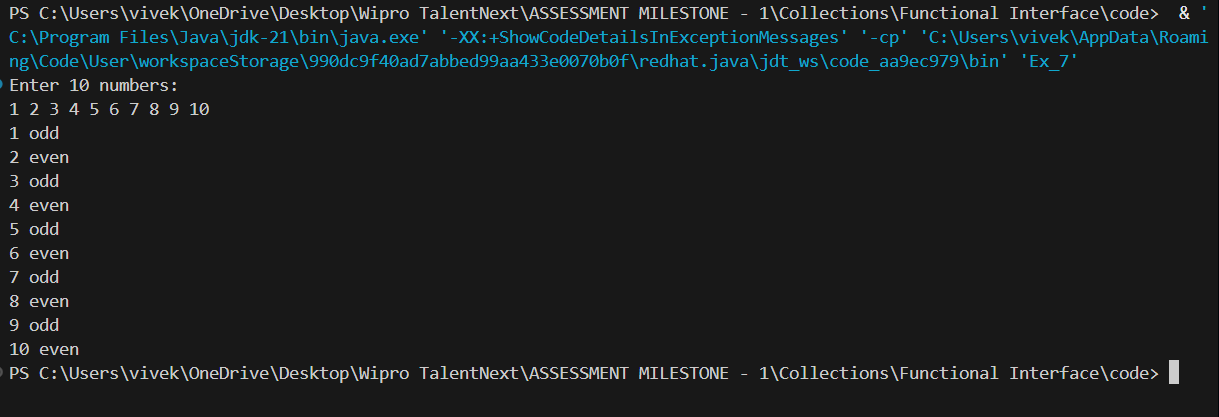 PS C:\Users\vivek\OneDrive\Desktop\Wipro TalentNext\ASSESSMENT MILESTONE - 1\Collections\Functional Interface\code>  & '
C:\Program Files\Java\jdk-21\bin\java.exe' '-XX:+ShowCodeDetailsInExceptionMessages' '-cp' 'C:\Users\vivek\AppData\Roami
ng\Code\User\workspaceStorage\990dc9f40ad7abbed99aa433e0070b0f\redhat.java\jdt_ws\code_aa9ec979\bin' 'Ex_7'
Enter 10 numbers:
1 2 3 4 5 6 7 8 9 10
1 odd
2 even
3 odd
4 even
5 odd
6 even
7 odd
8 even
9 odd
10 even
PS C:\Users\vivek\OneDrive\Desktop\Wipro TalentNext\ASSESSMENT MILESTONE - 1\Collections\Functional Interface\code>